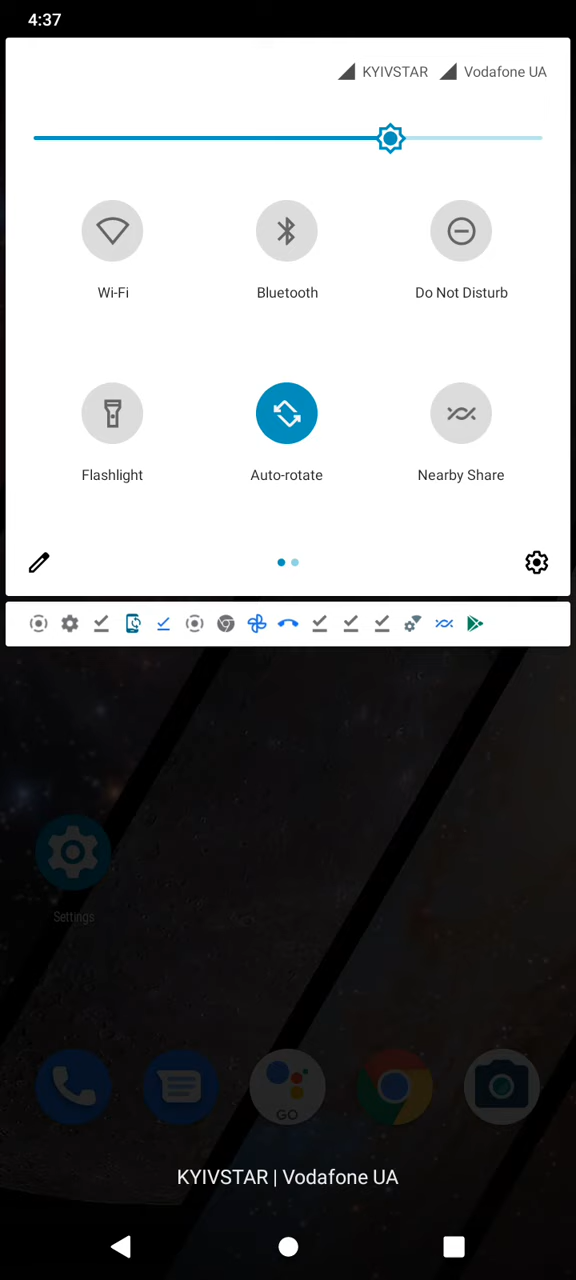 4:37
KYIVSTAR Vodafone UA
Wi-Fi Bluetooth Do Not Disturb
Flashlight Auto-rotate Nearby Share
Settings
GO
KYIVSTAR | Vodafone UA